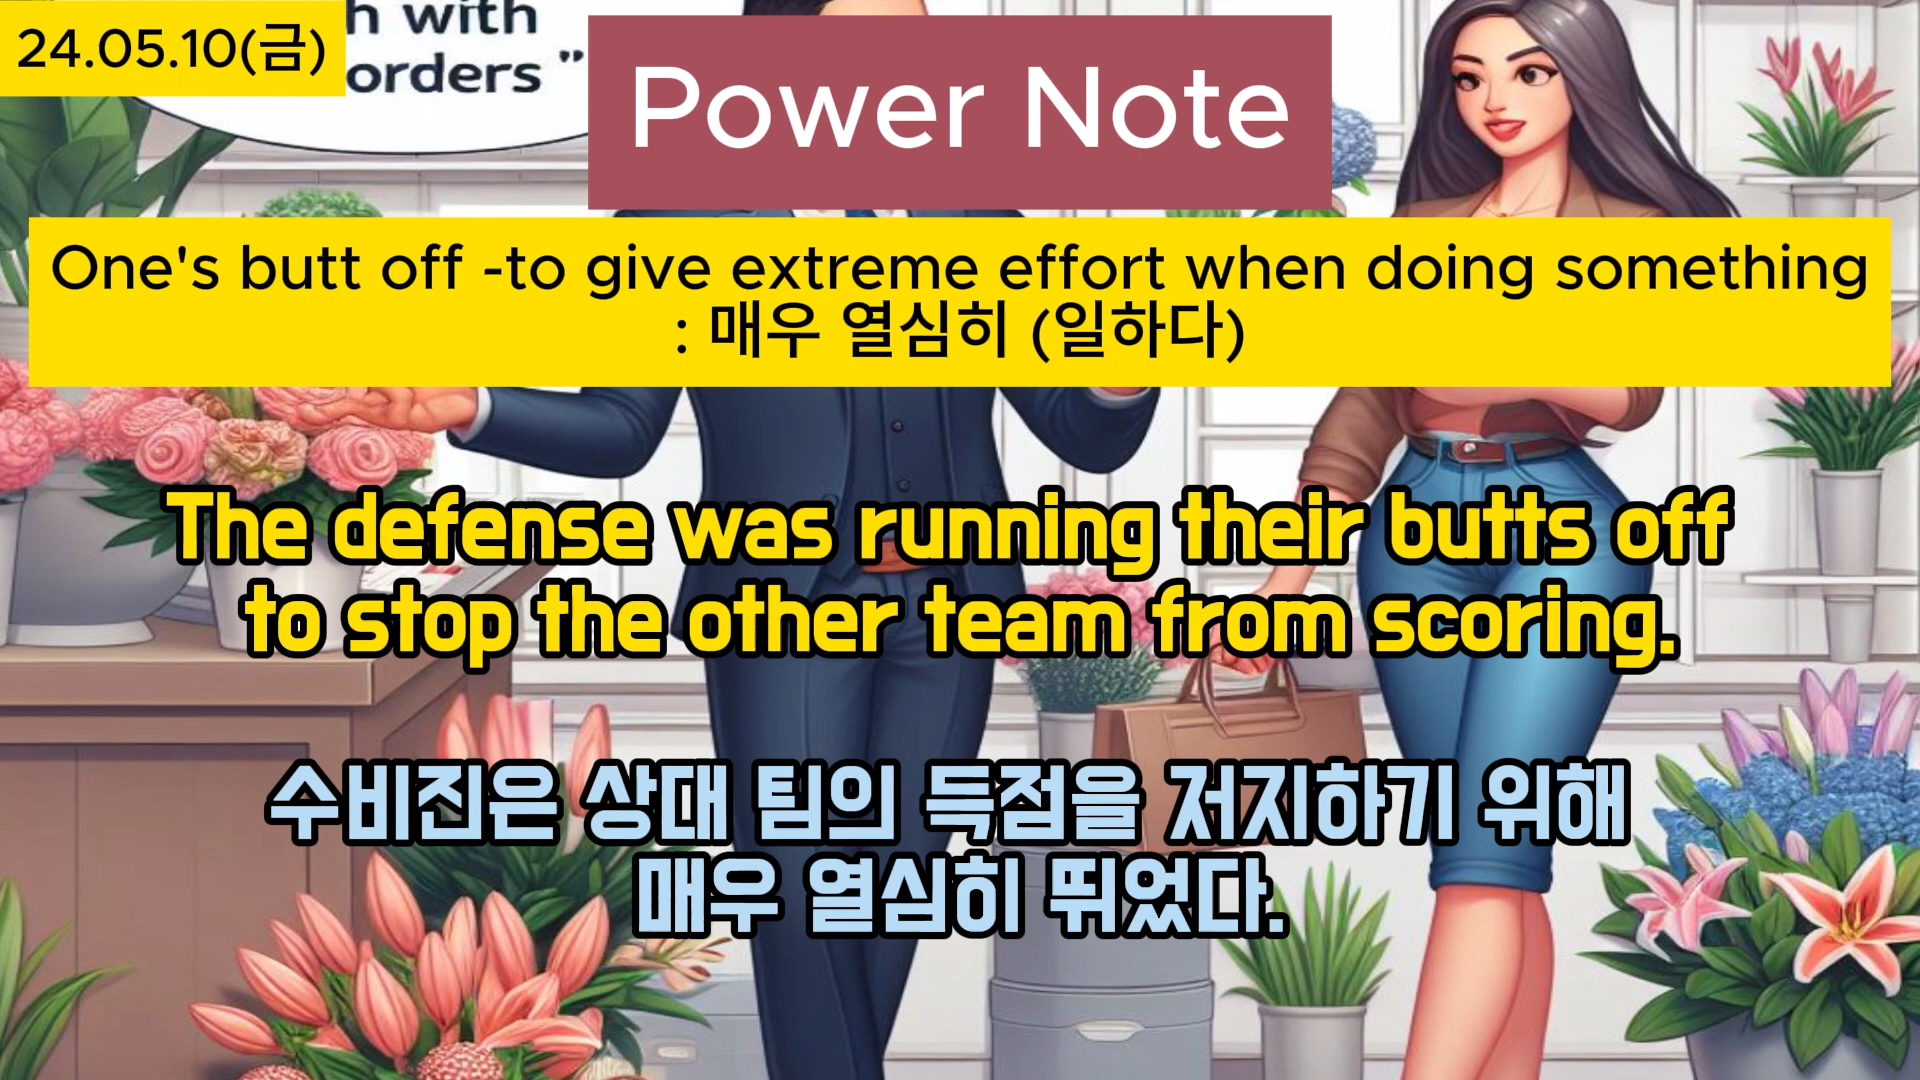 24.05.10(금)
h with
orders "
Power Note
One's butt off -to give extreme effort when doing something
: 매우 열심히 (일하다)
The defense was running their butts off
to stop the other team from scoring.
수비진은 상대 팀의 득점을 저지하기 위해
매우 열심히 뛰었다.